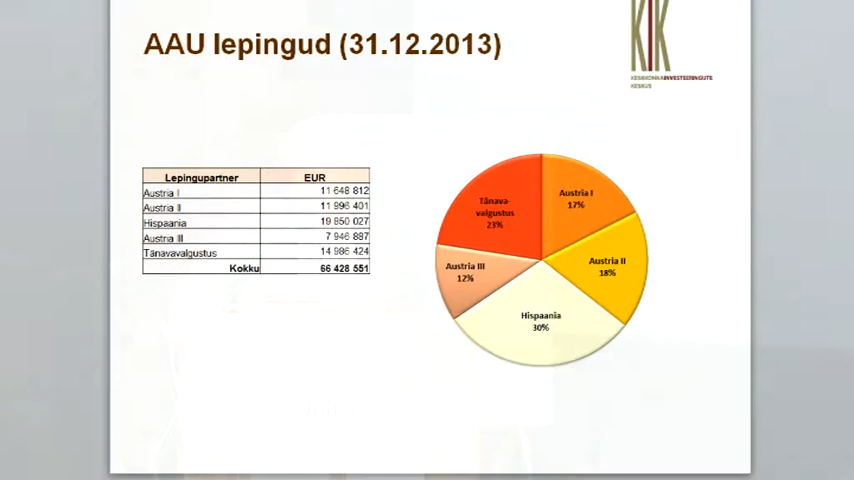 AAU lepingud (31.12.2013)
KIK
KESKKONNAINVESTEERINGUTE
KESKUS
Lepingupartner EUR
Austria I 11 648 812
Austria II 11 996 401
Hispaania 19 850 027
Austria III 7 946 887
Tänavavalgustus 14 986 424
Kokku 66 428 551
Tänava-
valgustus
23%
Austria I
17%
Austria II
18%
Austria III
12%
Hispaania
30%